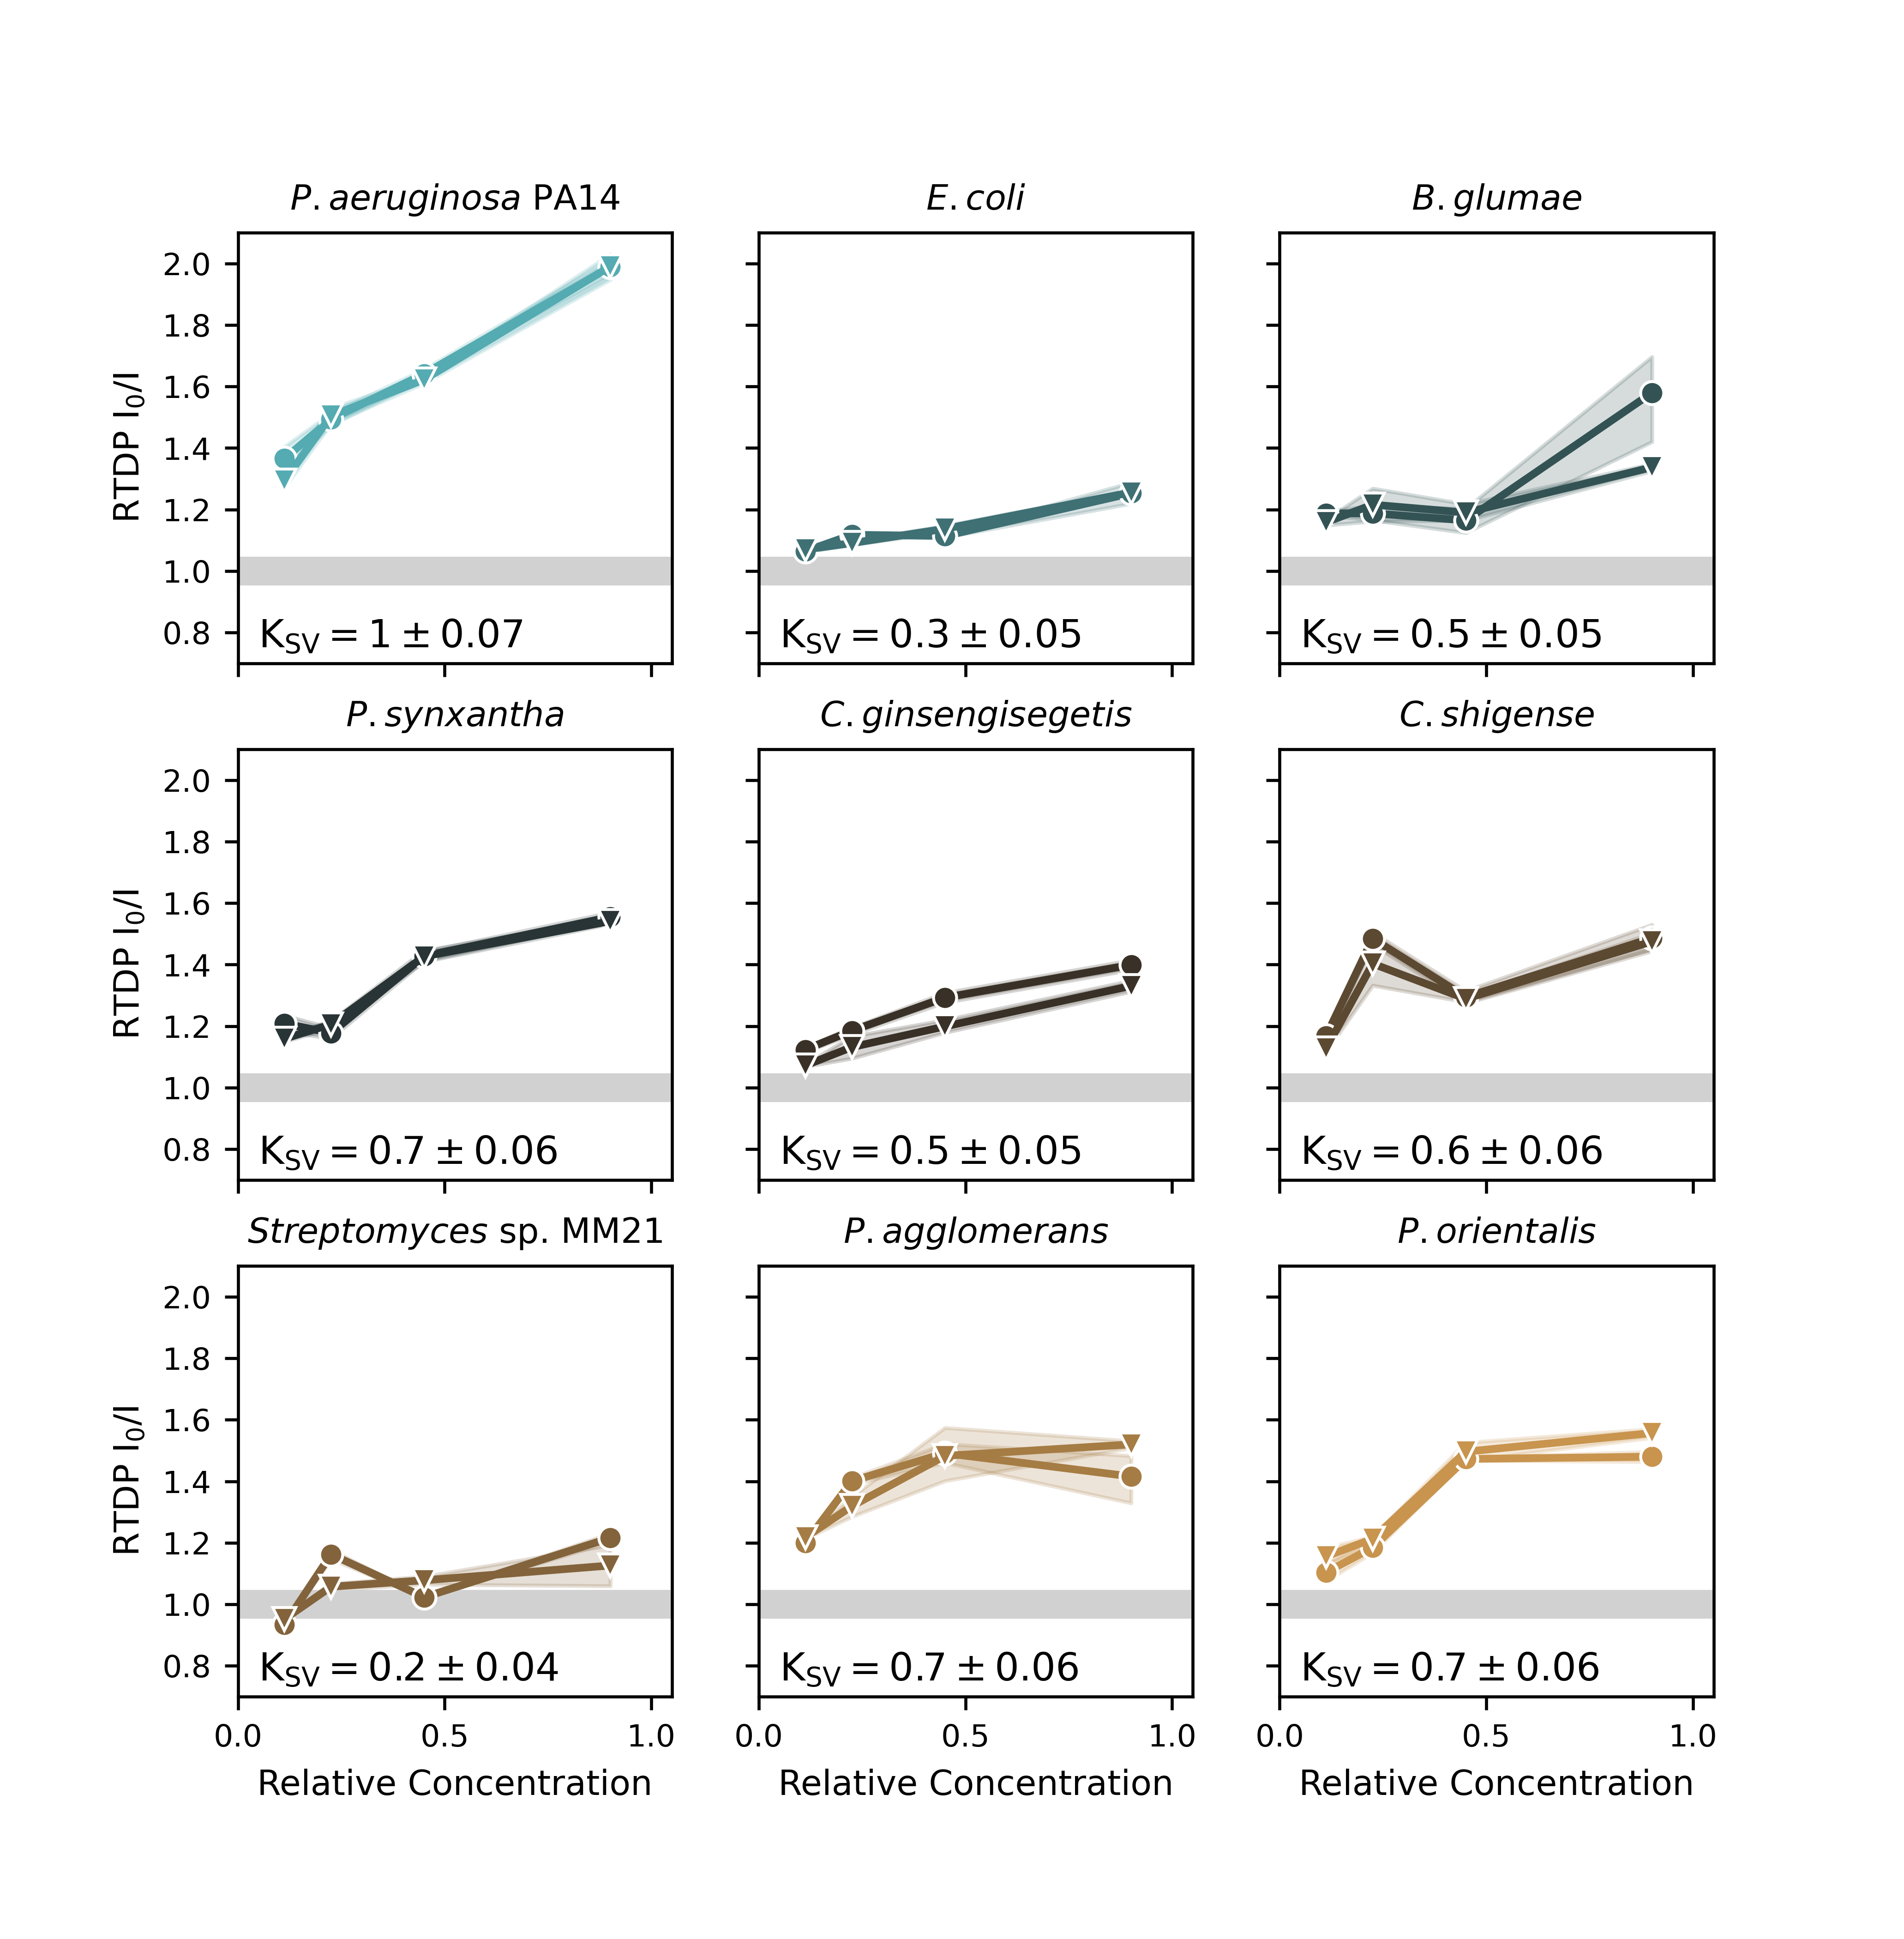 P. aeruginosa PA14
E. coli
B. glumae
RTDP I₀/I
2.0
1.8
1.6
1.4
1.2
1.0
0.8
K_SV = 1 ± 0.07
K_SV = 0.3 ± 0.05
K_SV = 0.5 ± 0.05
P. synxantha
C. ginsengisegetis
C. shigense
RTDP I₀/I
2.0
1.8
1.6
1.4
1.2
1.0
0.8
K_SV = 0.7 ± 0.06
K_SV = 0.5 ± 0.05
K_SV = 0.6 ± 0.06
Streptomyces sp. MM21
P. agglomerans
P. orientalis
RTDP I₀/I
2.0
1.8
1.6
1.4
1.2
1.0
0.8
K_SV = 0.2 ± 0.04
K_SV = 0.7 ± 0.06
K_SV = 0.7 ± 0.06
0.0 0.5 1.0
0.0 0.5 1.0
0.0 0.5 1.0
Relative Concentration
Relative Concentration
Relative Concentration